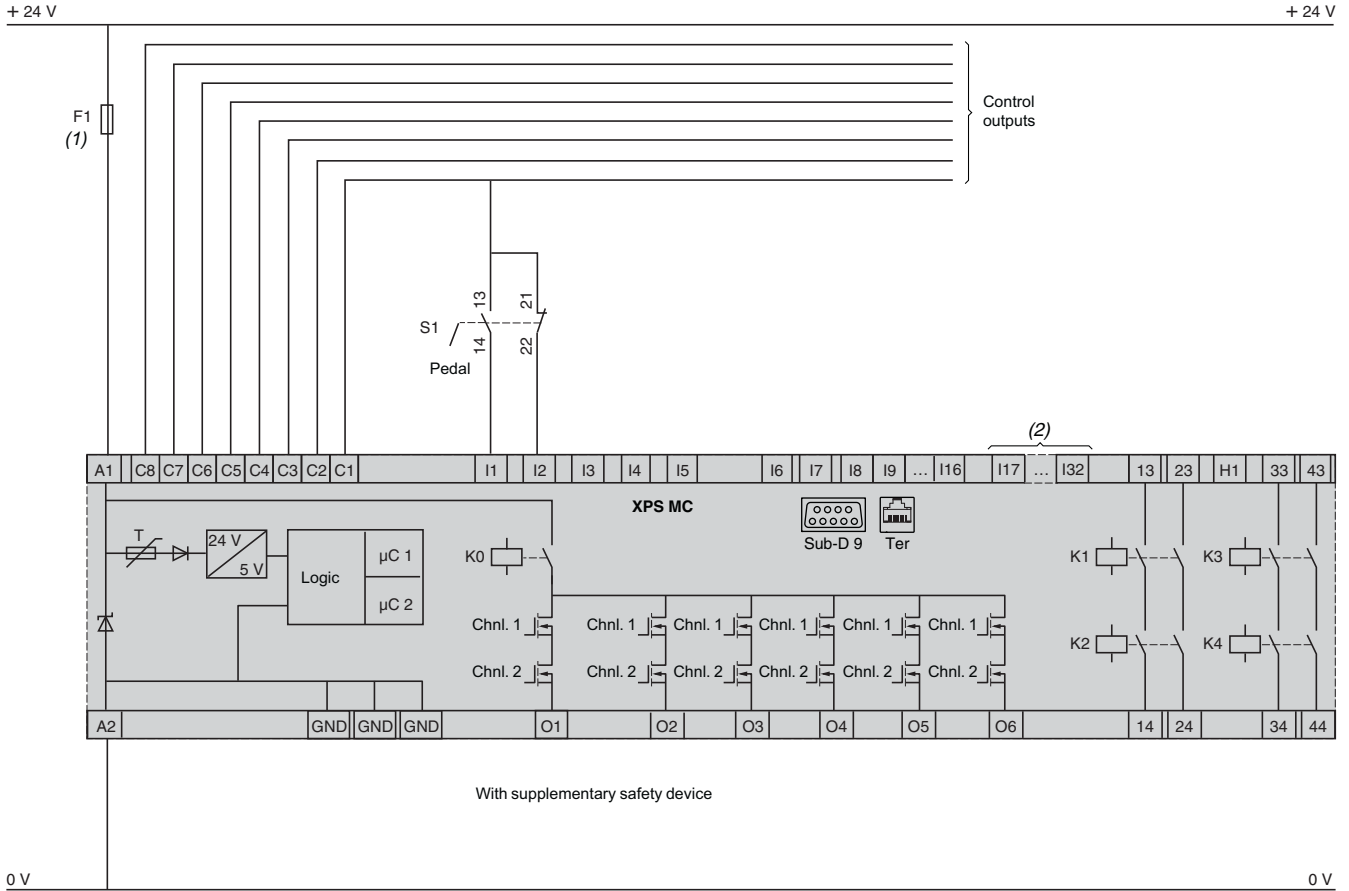 + 24 V + 24 V
F1
(1)
Control
outputs
13 21
S1
14 22
Pedal
(2)
A1 C8 C7 C6 C5 C4 C3 C2 C1 I1 I2 I3 I4 I5 I6 I7 I8 I9 ... I16 I17 ... I32 13 23 H1 33 43
XPS MC
Sub-D 9 Ter
T
24 V
5 V
Logic
µC 1
µC 2
K0
K1 K3
Chnl. 1 Chnl. 1 Chnl. 1 Chnl. 1 Chnl. 1 Chnl. 1
K2 K4
Chnl. 2 Chnl. 2 Chnl. 2 Chnl. 2 Chnl. 2 Chnl. 2
A2 GND GND GND O1 O2 O3 O4 O5 O6 14 24 34 44
With supplementary safety device
0 V 0 V